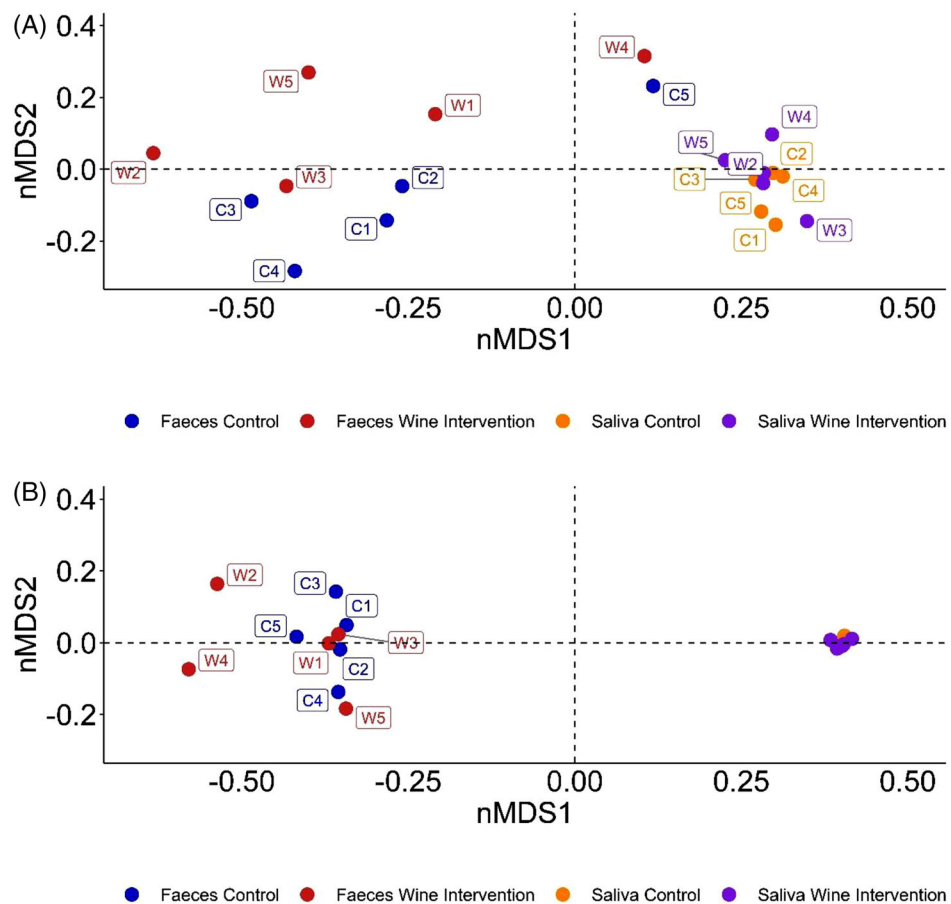 (A)
0.4
W4
W5
C5
W1
0.2
W4
W5
C2
nMDS2
0.0
W2
W2
W3
C2
C3
C4
C3
C5
C1
-0.2
C1
W3
C4
-0.50
-0.25
0.00
0.25
0.50
nMDS1
Faeces Control Faeces Wine Intervention Saliva Control Saliva Wine Intervention
(B)
0.4
0.2
W2
C3
C1
nMDS2
C5
0.0
W3
W4
W1
C2
C4
-0.2
W5
-0.50
-0.25
0.00
0.25
0.50
nMDS1
Faeces Control Faeces Wine Intervention Saliva Control Saliva Wine Intervention